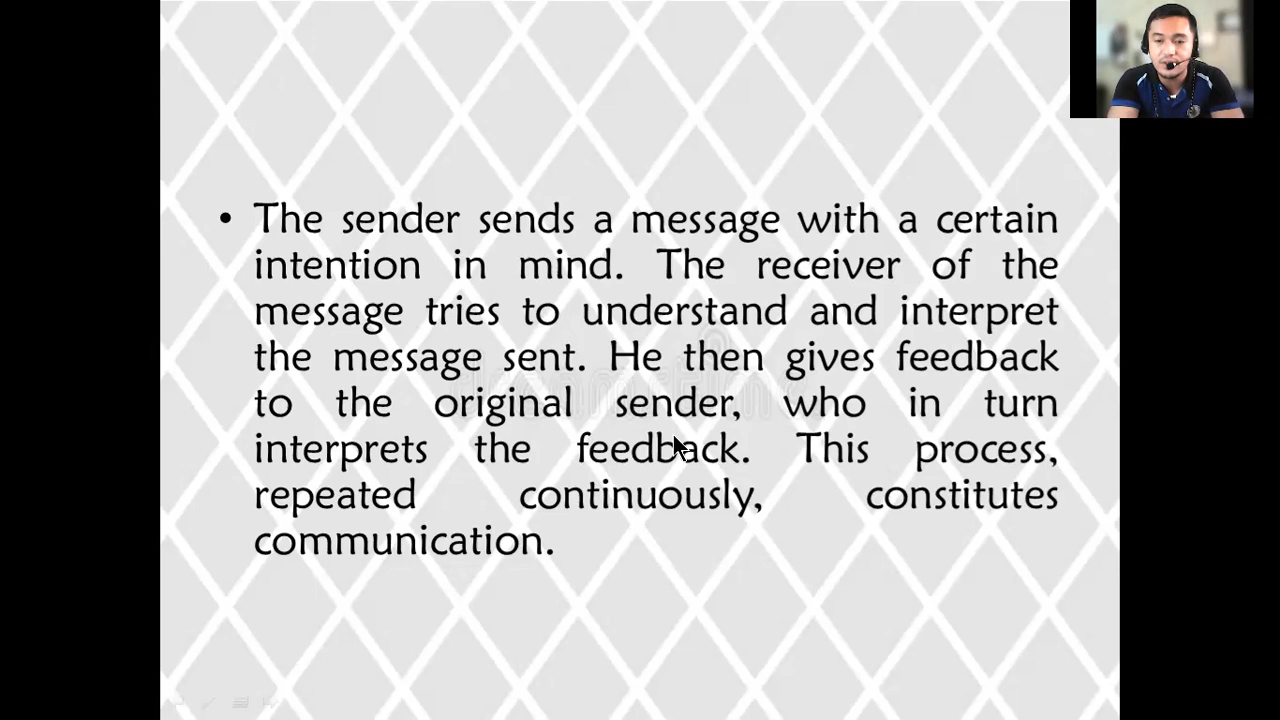 • The sender sends a message with a certain
intention in mind. The receiver of the
message tries to understand and interpret
the message sent. He then gives feedback
to the original sender, who in turn
interprets the feedback. This process,
repeated continuously, constitutes
communication.